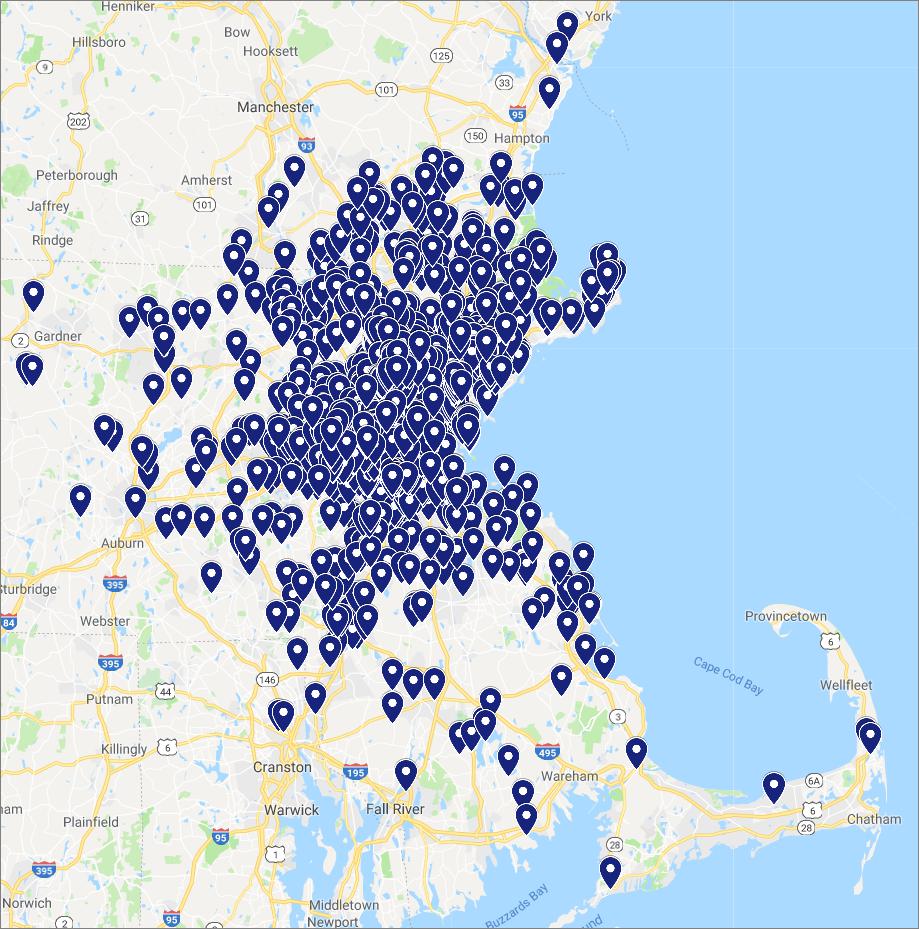 Henniker
York
Bow
Hillsboro
Hooksett
125
9
33
101
Manchester
95
202
150
Hampton
93
Peterborough
Amherst
Jaffrey
101
31
Rindge
2
Gardner
Auburn
395
Sturbridge
84
Webster
Provincetown
6
395
Cape Cod Bay
146
44
Wellfleet
Putnam
3
6
Killingly
495
Cranston
195
Wareham
6A
Warwick
Fall River
6
Plainfield
Chatham
28
95
28
1
395
Buzzards Bay
Norwich
Middletown
95
Newport
2